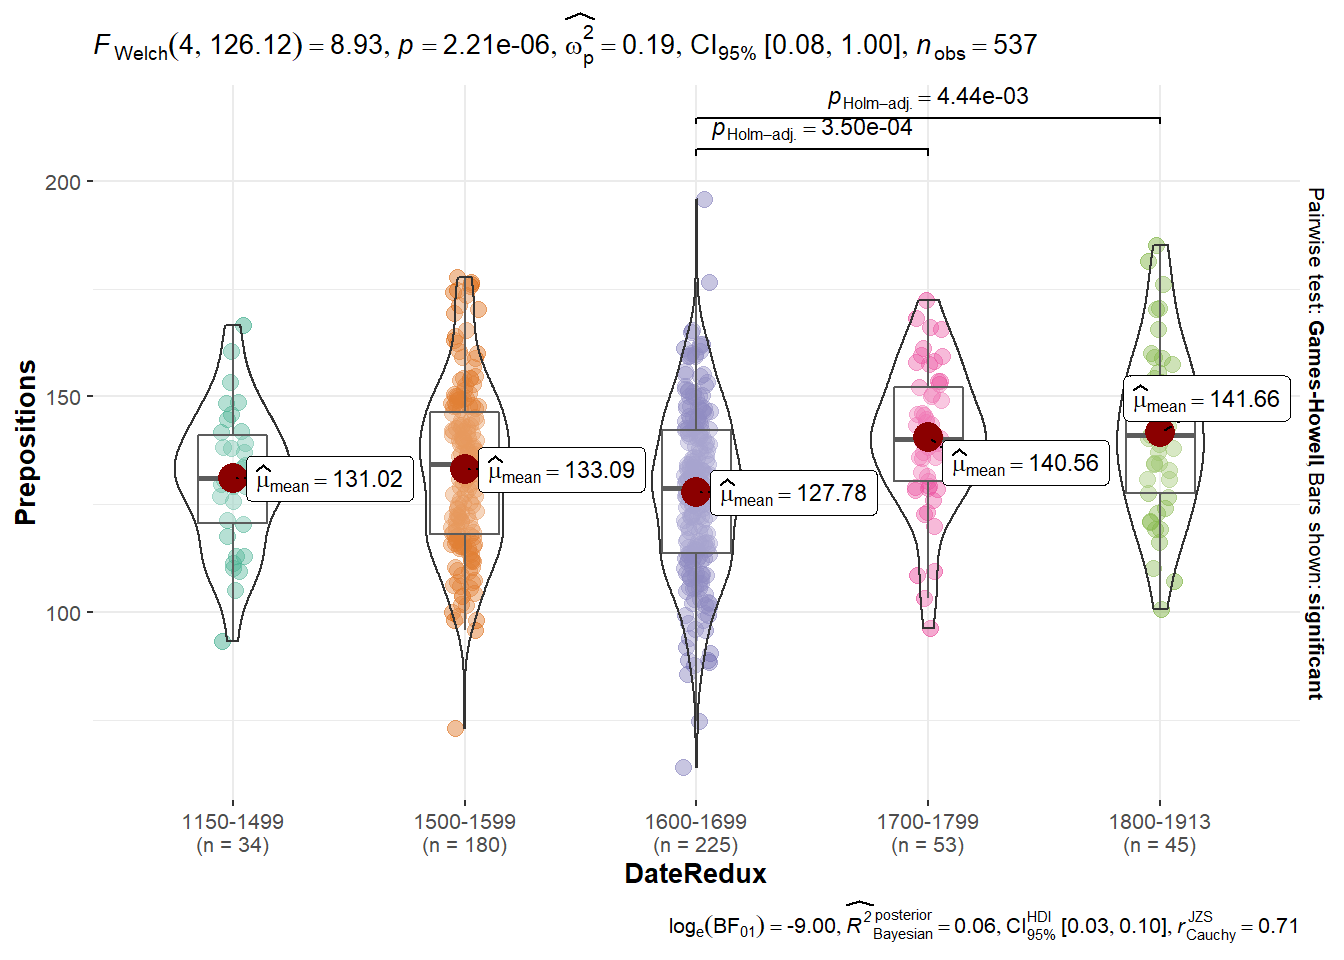 F Welch(4, 126.12) = 8.93, p = 2.21e-06, ω̂²p = 0.19, CI95% [0.08, 1.00], nobs = 537
pHolm−adj. = 4.44e-03
pHolm−adj. = 3.50e-04
200
150
100
Prepositions
μ̂mean = 131.02
μ̂mean = 133.09
μ̂mean = 127.78
μ̂mean = 140.56
μ̂mean = 141.66
Pairwise test: Games-Howell, Bars shown: significant
1150-1499
(n = 34)
1500-1599
(n = 180)
1600-1699
(n = 225)
1700-1799
(n = 53)
1800-1913
(n = 45)
DateRedux
loge(BF01) = -9.00, R̂² posterior Bayesian = 0.06, CI HDI 95% [0.03, 0.10], r JZS Cauchy = 0.71